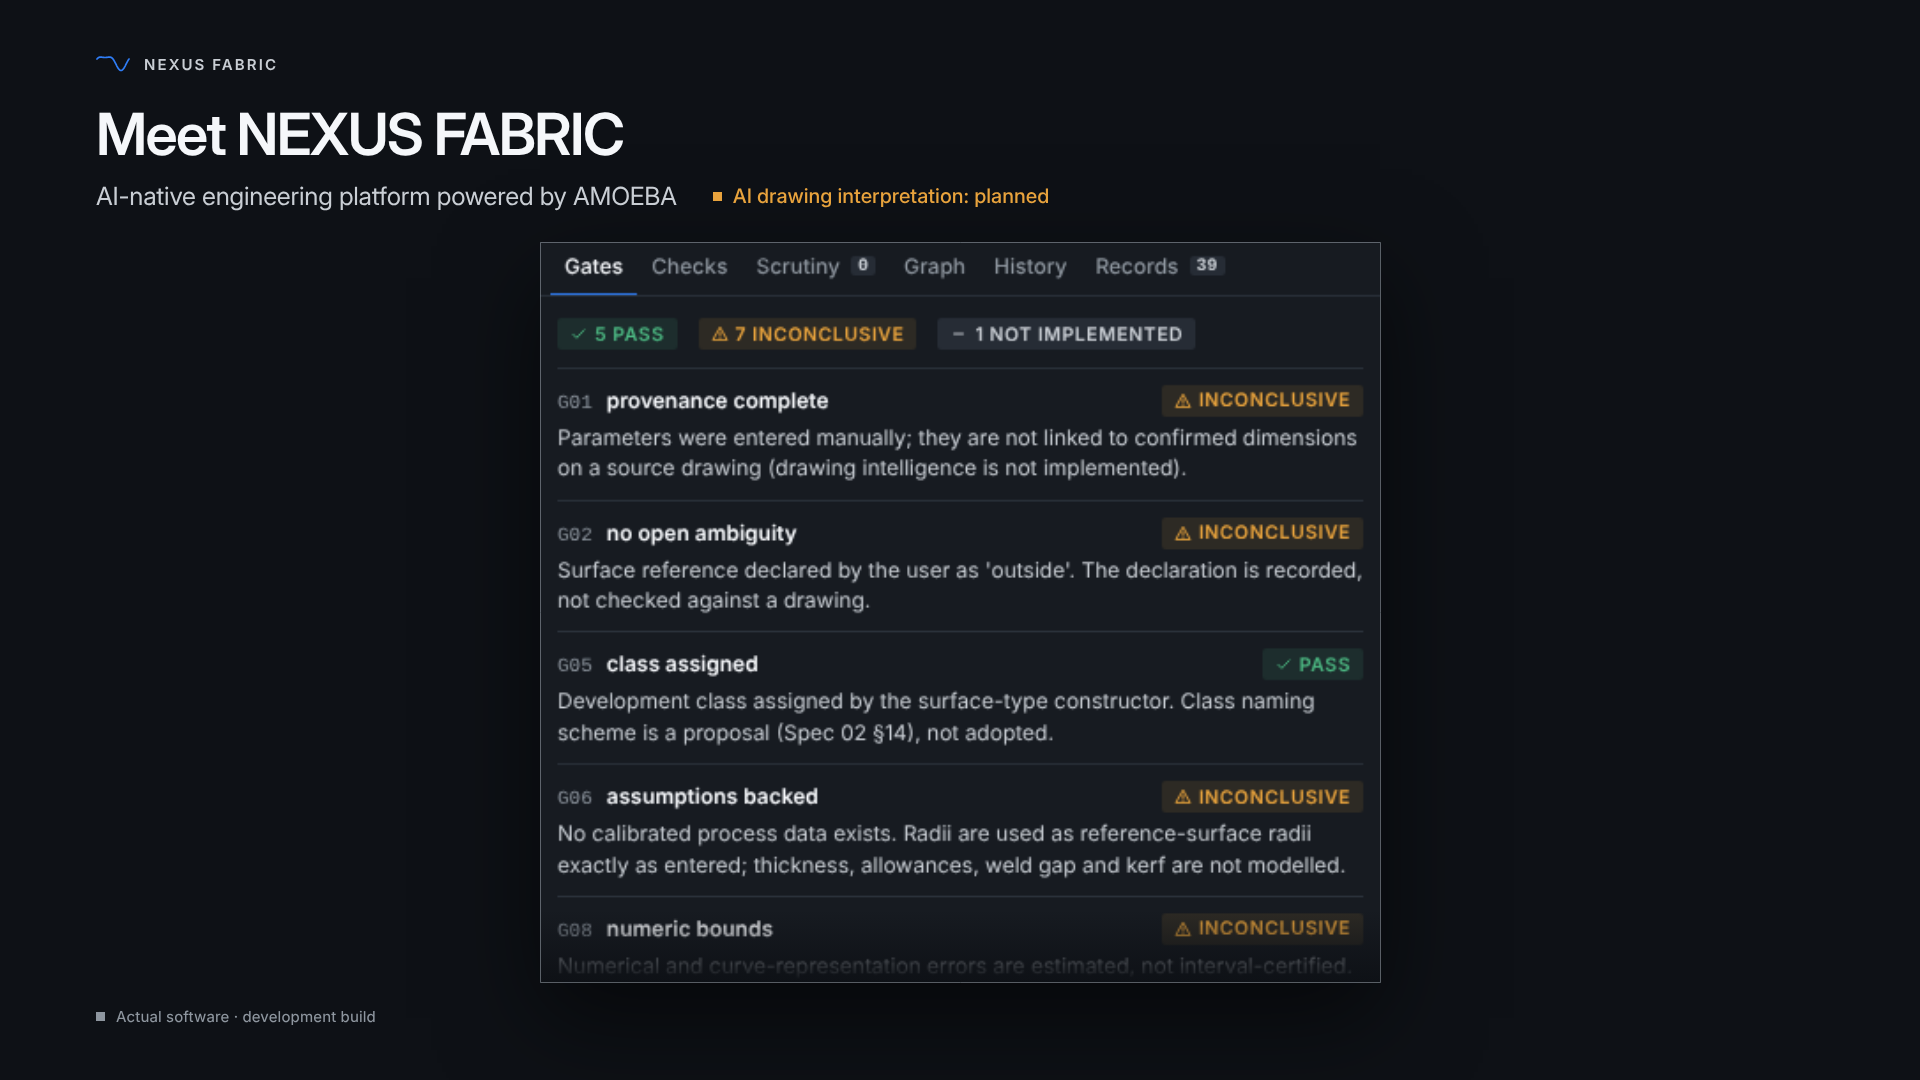 NEXUS FABRIC
Meet NEXUS FABRIC
AI-native engineering platform powered by AMOEBA
AI drawing interpretation: planned
Gates Checks Scrutiny 0 Graph History Records 39
5 PASS 7 INCONCLUSIVE 1 NOT IMPLEMENTED
G01 provenance complete INCONCLUSIVE
Parameters were entered manually; they are not linked to confirmed dimensions
on a source drawing (drawing intelligence is not implemented).
G02 no open ambiguity INCONCLUSIVE
Surface reference declared by the user as 'outside'. The declaration is recorded,
not checked against a drawing.
G05 class assigned PASS
Development class assigned by the surface-type constructor. Class naming
scheme is a proposal (Spec 02 §14), not adopted.
G06 assumptions backed INCONCLUSIVE
No calibrated process data exists. Radii are used as reference-surface radii
exactly as entered; thickness, allowances, weld gap and kerf are not modelled.
G08 numeric bounds INCONCLUSIVE
Numerical and curve-representation errors are estimated, not interval-certified.
Actual software · development build